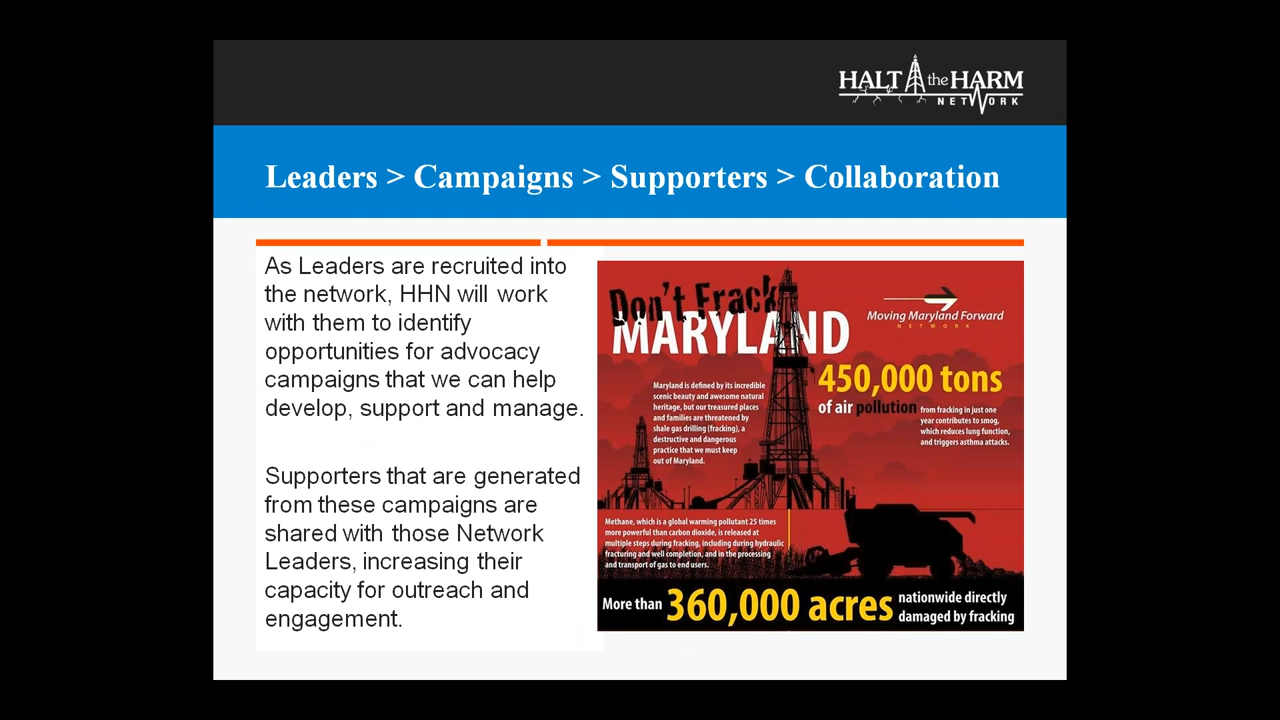 HALT the HARM
NETWORK
Leaders > Campaigns > Supporters > Collaboration
As Leaders are recruited into
the network, HHN will work
with them to identify
opportunities for advocacy
campaigns that we can help
develop, support and manage.
Supporters that are generated
from these campaigns are
shared with those Network
Leaders, increasing their
capacity for outreach and
engagement.
Don't Frack
MARYLAND
Moving Maryland Forward
NETWORK
Maryland is defined by its incredible
scenic beauty and awesome natural
heritage, but our treasured places
and families are threatened by
shale gas drilling (fracking), a
destructive and dangerous
practice that we must keep
out of Maryland.
450,000 tons
of air pollution
from fracking in just one
year contributes to smog,
which reduces lung function,
and triggers asthma attacks.
Methane, which is a global warming pollutant 25 times
more powerful than carbon dioxide, is released at
multiple steps during fracking, including during hydraulic
fracturing and well completion, and in the processing
and transport of gas to end users.
More than 360,000 acres
nationwide directly
damaged by fracking